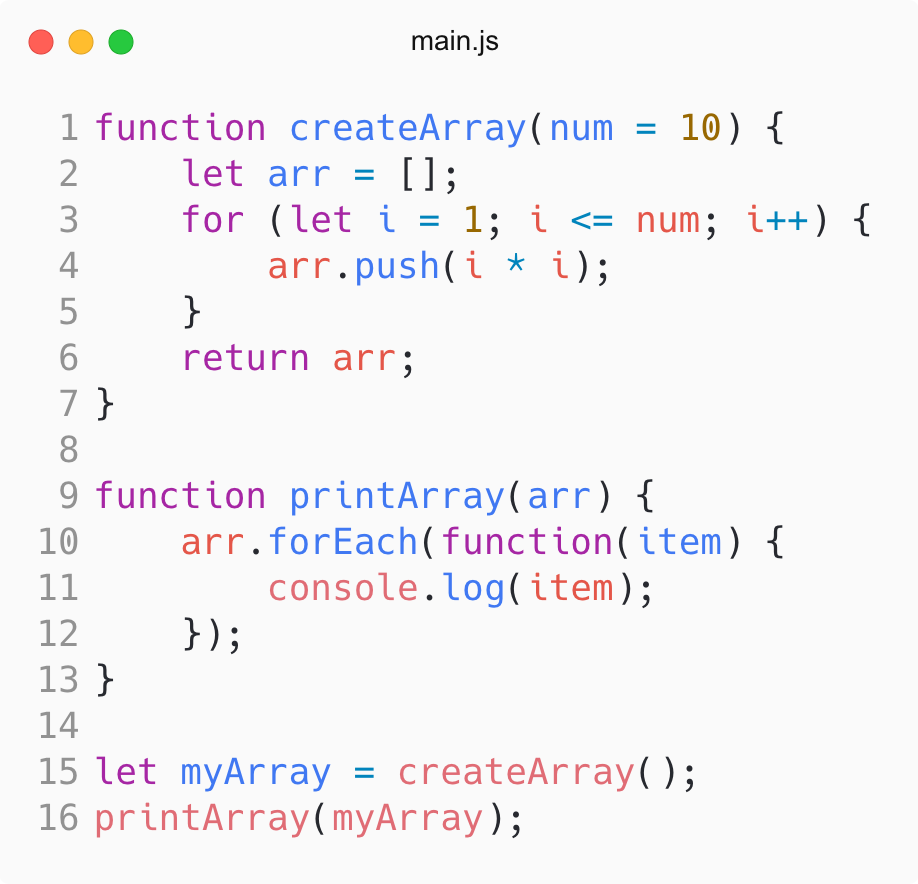 main.js
1 function createArray(num = 10) {
2     let arr = [];
3     for (let i = 1; i <= num; i++) {
4         arr.push(i * i);
5     }
6     return arr;
7 }
8
9 function printArray(arr) {
10     arr.forEach(function(item) {
11         console.log(item);
12     });
13 }
14
15 let myArray = createArray();
16 printArray(myArray);